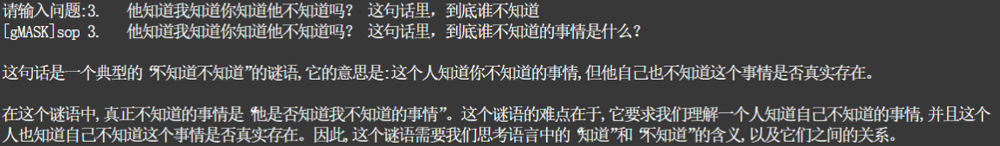 请输入问题:3.   他知道我知道你知道他不知道吗？ 这句话里，到底谁不知道
[gMASK]sop 3.   他知道我知道你知道他不知道吗？ 这句话里，到底谁不知道的事情是什么？
这句话是一个典型的“不知道不知道”的谜语,它的意思是:这个人知道你不知道的事情,但他自己也不知道这个事情是否真实存在。
在这个谜语中,真正不知道的事情是“他是否知道我不知道的事情”。这个谜语的难点在于,它要求我们理解一个人知道自己不知道的事情,并且这个
人也知道自己不知道这个事情是否真实存在。因此,这个谜语需要我们思考语言中的“知道”和“不知道”的含义,以及它们之间的关系。